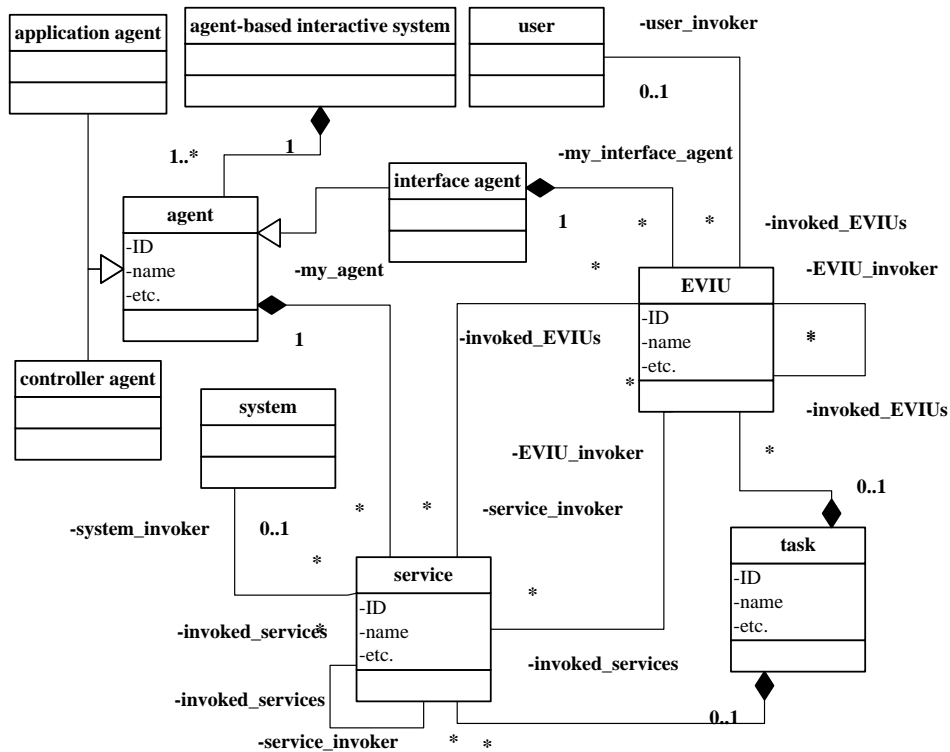 application agent
agent-based interactive system
user
-user_invoker
0..1
1..*
1
-my_interface_agent
interface agent
agent
1
*
*
-ID
-name
-etc.
-my_agent
*
-invoked_EVIUs
-EVIU_invoker
EVIU
1
-invoked_EVIUs
-ID
-name
-etc.
*
*
controller agent
system
*
-invoked_EVIUs
-EVIU_invoker
*
0..1
-system_invoker
0..1
*
*
-service_invoker
task
*
service
-ID
-name
-etc.
*
-ID
-name
-etc.
-invoked_services
*
-invoked_services
-invoked_services
-service_invoker
*
*
0..1